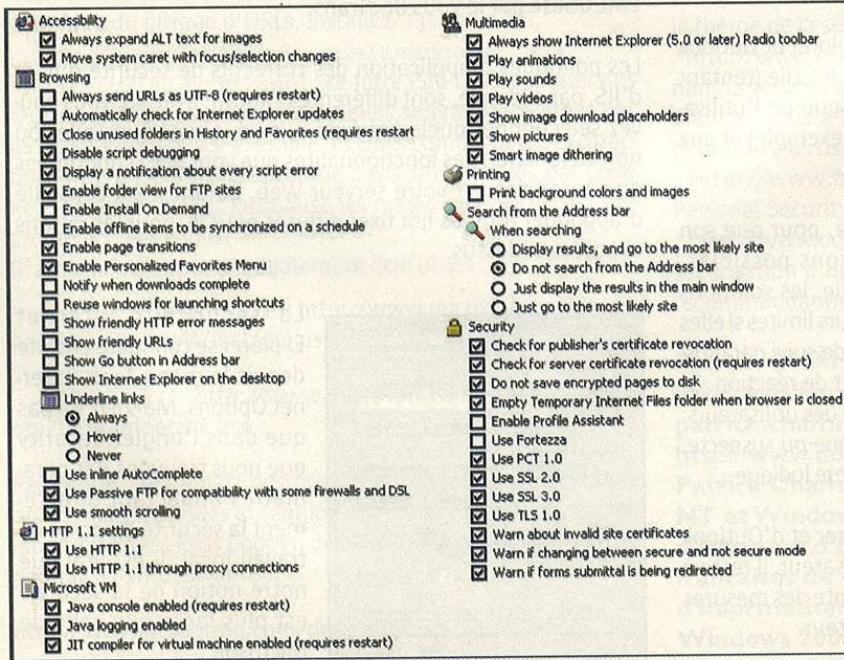 Accessibility
Always expand ALT text for images
Move system caret with focus/selection changes
Browsing
Always send URLs as UTF-8 (requires restart)
Automatically check for Internet Explorer updates
Close unused folders in History and Favorites (requires restart
Disable script debugging
Display a notification about every script error
Enable folder view for FTP sites
Enable Install On Demand
Enable offline items to be synchronized on a schedule
Enable page transitions
Enable Personalized Favorites Menu
Notify when downloads complete
Reuse windows for launching shortcuts
Show friendly HTTP error messages
Show friendly URLs
Show Go button in Address bar
Show Internet Explorer on the desktop
Underline links
Always
Hover
Never
Use inline AutoComplete
Use Passive FTP for compatibility with some firewalls and DSL
Use smooth scrolling
HTTP 1.1 settings
Use HTTP 1.1
Use HTTP 1.1 through proxy connections
Microsoft VM
Java console enabled (requires restart)
Java logging enabled
JIT compiler for virtual machine enabled (requires restart)
Multimedia
Always show Internet Explorer (5.0 or later) Radio toolbar
Play animations
Play sounds
Play videos
Show image download placeholders
Show pictures
Smart image dithering
Printing
Print background colors and images
Search from the Address bar
When searching
Display results, and go to the most likely site
Do not search from the Address bar
Just display the results in the main window
Just go to the most likely site
Security
Check for publisher's certificate revocation
Check for server certificate revocation (requires restart)
Do not save encrypted pages to disk
Empty Temporary Internet Files folder when browser is closed
Enable Profile Assistant
Use Fortezza
Use PCT 1.0
Use SSL 2.0
Use SSL 3.0
Use TLS 1.0
Warn about invalid site certificates
Warn if changing between secure and not secure mode
Warn if forms submittal is being redirected